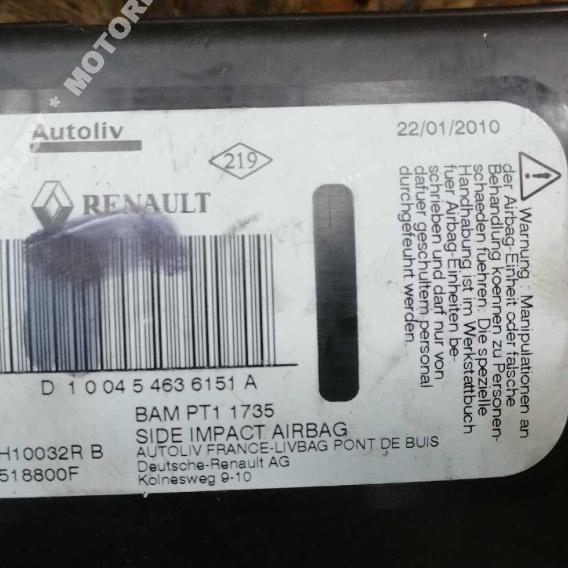 MOTOR
Autoliv
22/01/2010
219
RENAULT
D 1 0 0 4 5 4 6 3 6 1 5 1 A
BAM PT1 1735
H10032R B
SIDE IMPACT AIRBAG
518800F
AUTOLIV FRANCE-LIVBAG PONT DE BUIS
Deutsche-Renault AG
Kolnesweg 9-10
Warnung : Manipulationen an
der Airbag-Einheit oder falsche
Behandlung koennen zu Personen-
schaeden fuehren. Die spezielle
Handhabung ist im Werkstattbuch
fuer Airbag-Einheiten be-
schrieben und darf nur von
dafuer geschultem personal
durchgefeuhrt werden.